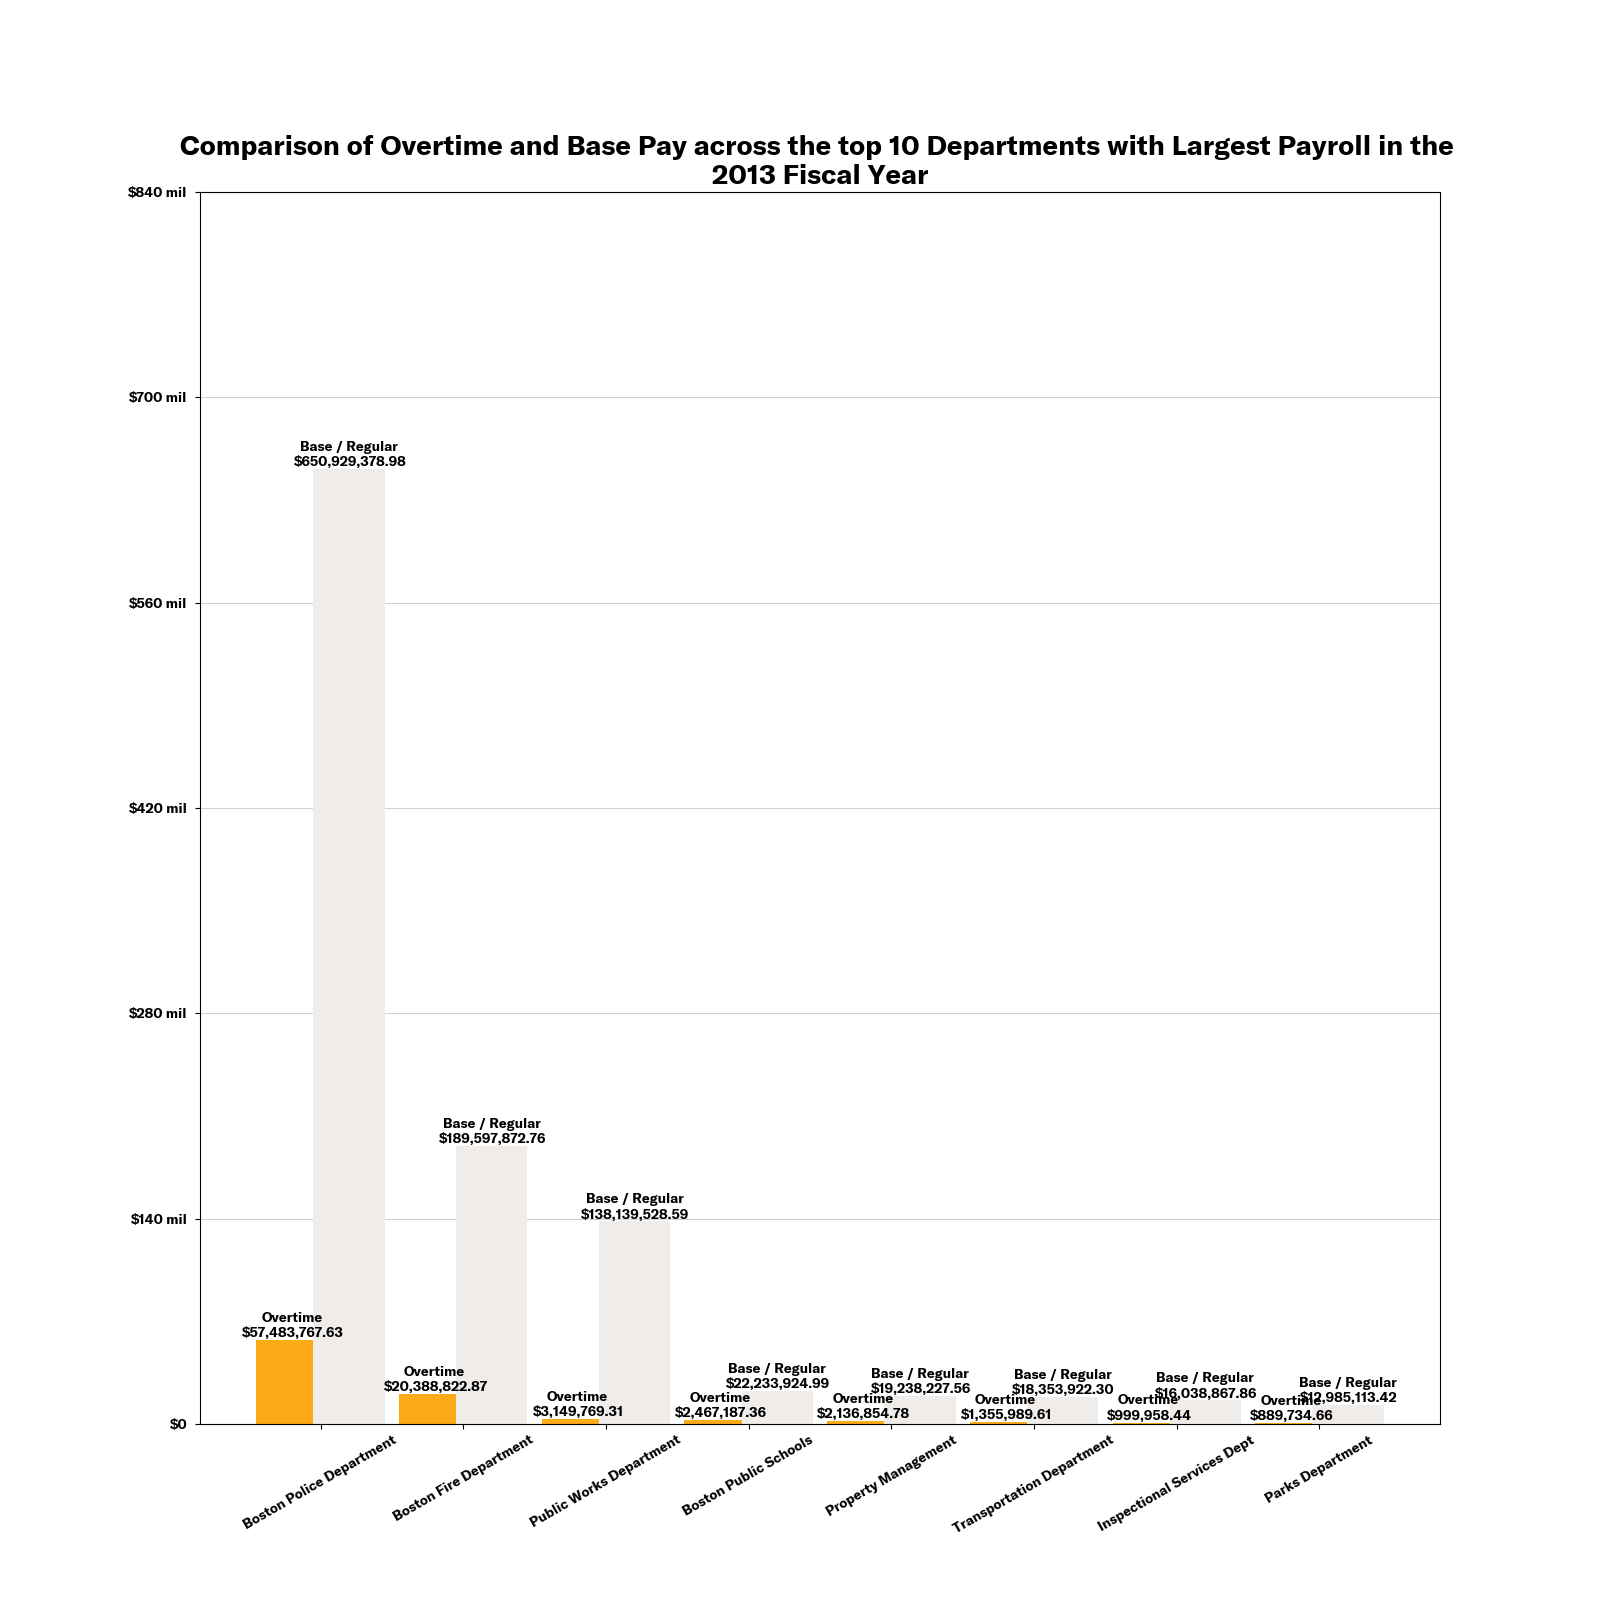 Comparison of Overtime and Base Pay across the top 10 Departments with Largest Payroll in the
2013 Fiscal Year
$840 mil
$700 mil
$560 mil
$420 mil
$280 mil
$140 mil
$0
Base / Regular
$650,929,378.98
Base / Regular
$189,597,872.76
Base / Regular
$138,139,528.59
Base / Regular
$22,233,924.99
Base / Regular
$19,238,227.56
Base / Regular
$18,353,922.30
Base / Regular
$16,038,867.86
Base / Regular
$12,985,113.42
Overtime
$57,483,767.63
Overtime
$20,388,822.87
Overtime
$3,149,769.31
Overtime
$2,467,187.36
Overtime
$2,136,854.78
Overtime
$1,355,989.61
Overtime
$999,958.44
Overtime
$889,734.66
Boston Police Department
Boston Fire Department
Public Works Department
Boston Public Schools
Property Management
Transportation Department
Inspectional Services Dept
Parks Department